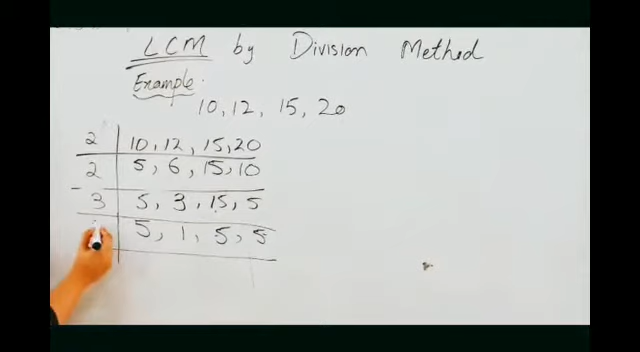 LCM by Division Method
Example
10, 12, 15, 20
2 10, 12, 15, 20
2 5, 6, 15, 10
3 5, 3, 15, 5
5, 1, 5, 5